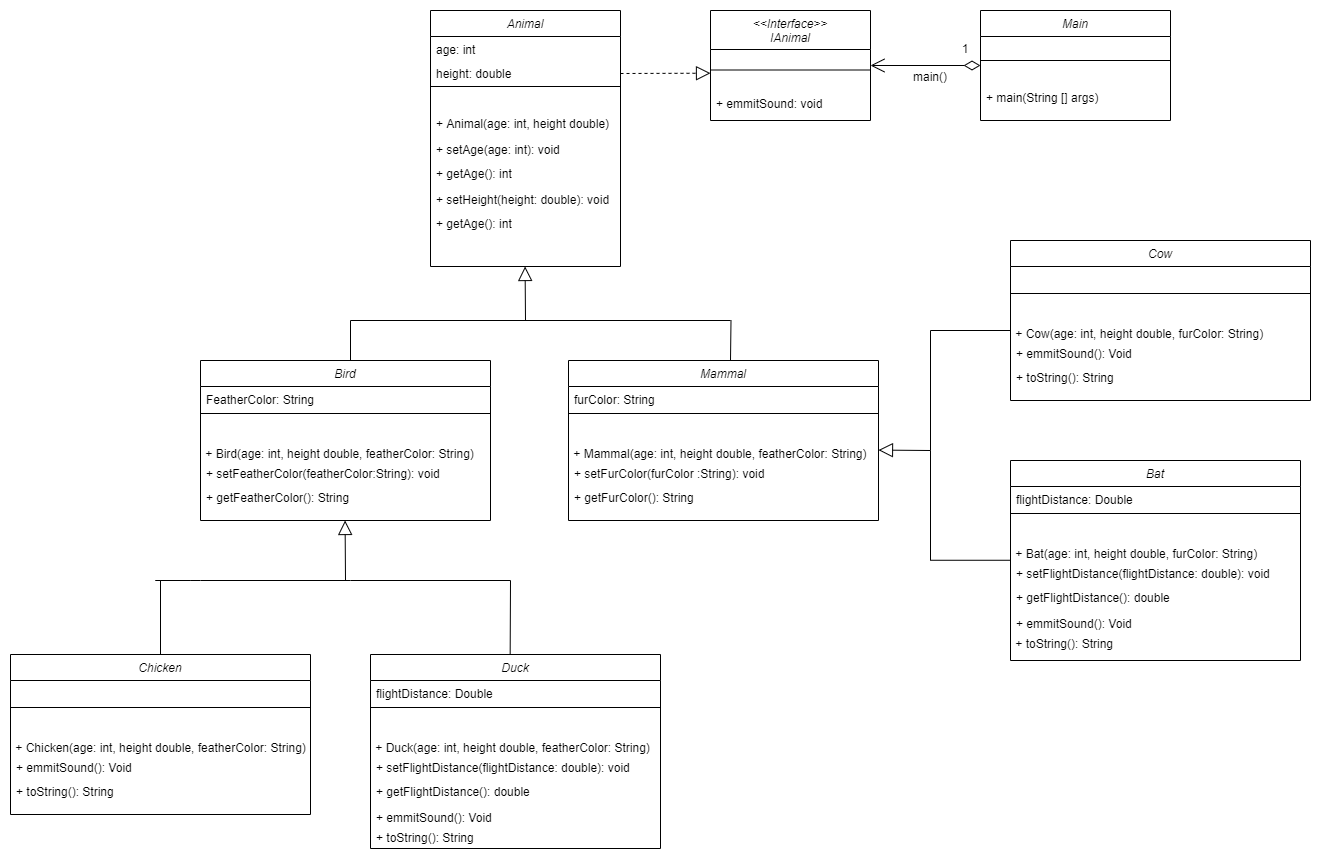 Animal
age: int
height: double
+ Animal(age: int, height double)
+ setAge(age: int): void
+ getAge(): int
+ setHeight(height: double): void
+ getAge(): int
<<Interface>>
IAnimal
+ emmitSound: void
1
main()
Main
+ main(String [] args)
Cow
+ Cow(age: int, height double, furColor: String)
+ emmitSound(): Void
+ toString(): String
Bird
FeatherColor: String
+ Bird(age: int, height double, featherColor: String)
+ setFeatherColor(featherColor:String): void
+ getFeatherColor(): String
Mammal
furColor: String
+ Mammal(age: int, height double, featherColor: String)
+ setFurColor(furColor :String): void
+ getFurColor(): String
Bat
flightDistance: Double
+ Bat(age: int, height double, furColor: String)
+ setFlightDistance(flightDistance: double): void
+ getFlightDistance(): double
+ emmitSound(): Void
+ toString(): String
Chicken
+ Chicken(age: int, height double, featherColor: String)
+ emmitSound(): Void
+ toString(): String
Duck
flightDistance: Double
+ Duck(age: int, height double, featherColor: String)
+ setFlightDistance(flightDistance: double): void
+ getFlightDistance(): double
+ emmitSound(): Void
+ toString(): String